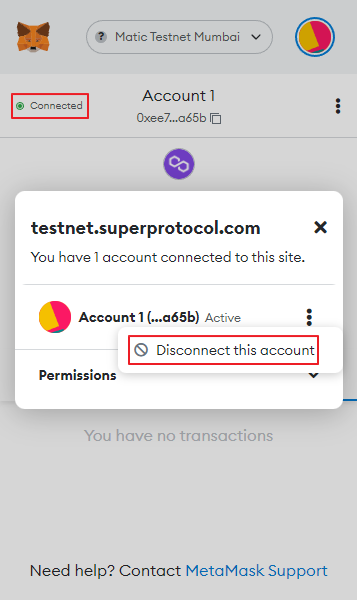 Matic Testnet Mumbai
Connected
Account 1
0xee7...a65b
testnet.superprotocol.com
You have 1 account connected to this site.
Account 1 (...a65b) Active
Disconnect this account
Permissions
You have no transactions
Need help? Contact MetaMask Support